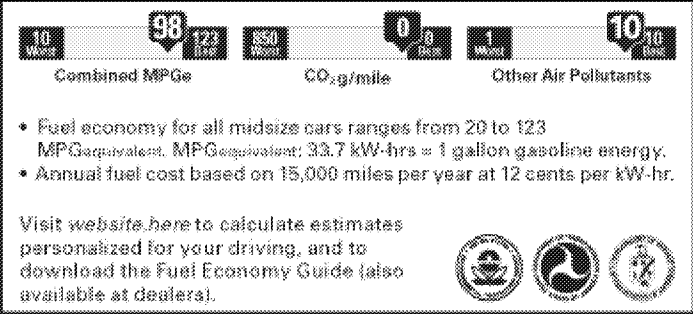 98
10 Worst
123 Best
Combined MPGe
0
850 Worst
0 Best
CO₂ g/mile
10
1 Worst
10 Best
Other Air Pollutants
• Fuel economy for all midsize cars ranges from 20 to 123
MPGequivalent. MPGequivalent: 33.7 kW-hrs = 1 gallon gasoline energy.
• Annual fuel cost based on 15,000 miles per year at 12 cents per kW-hr.
Visit website.here to calculate estimates
personalized for your driving, and to
download the Fuel Economy Guide (also
available at dealers).